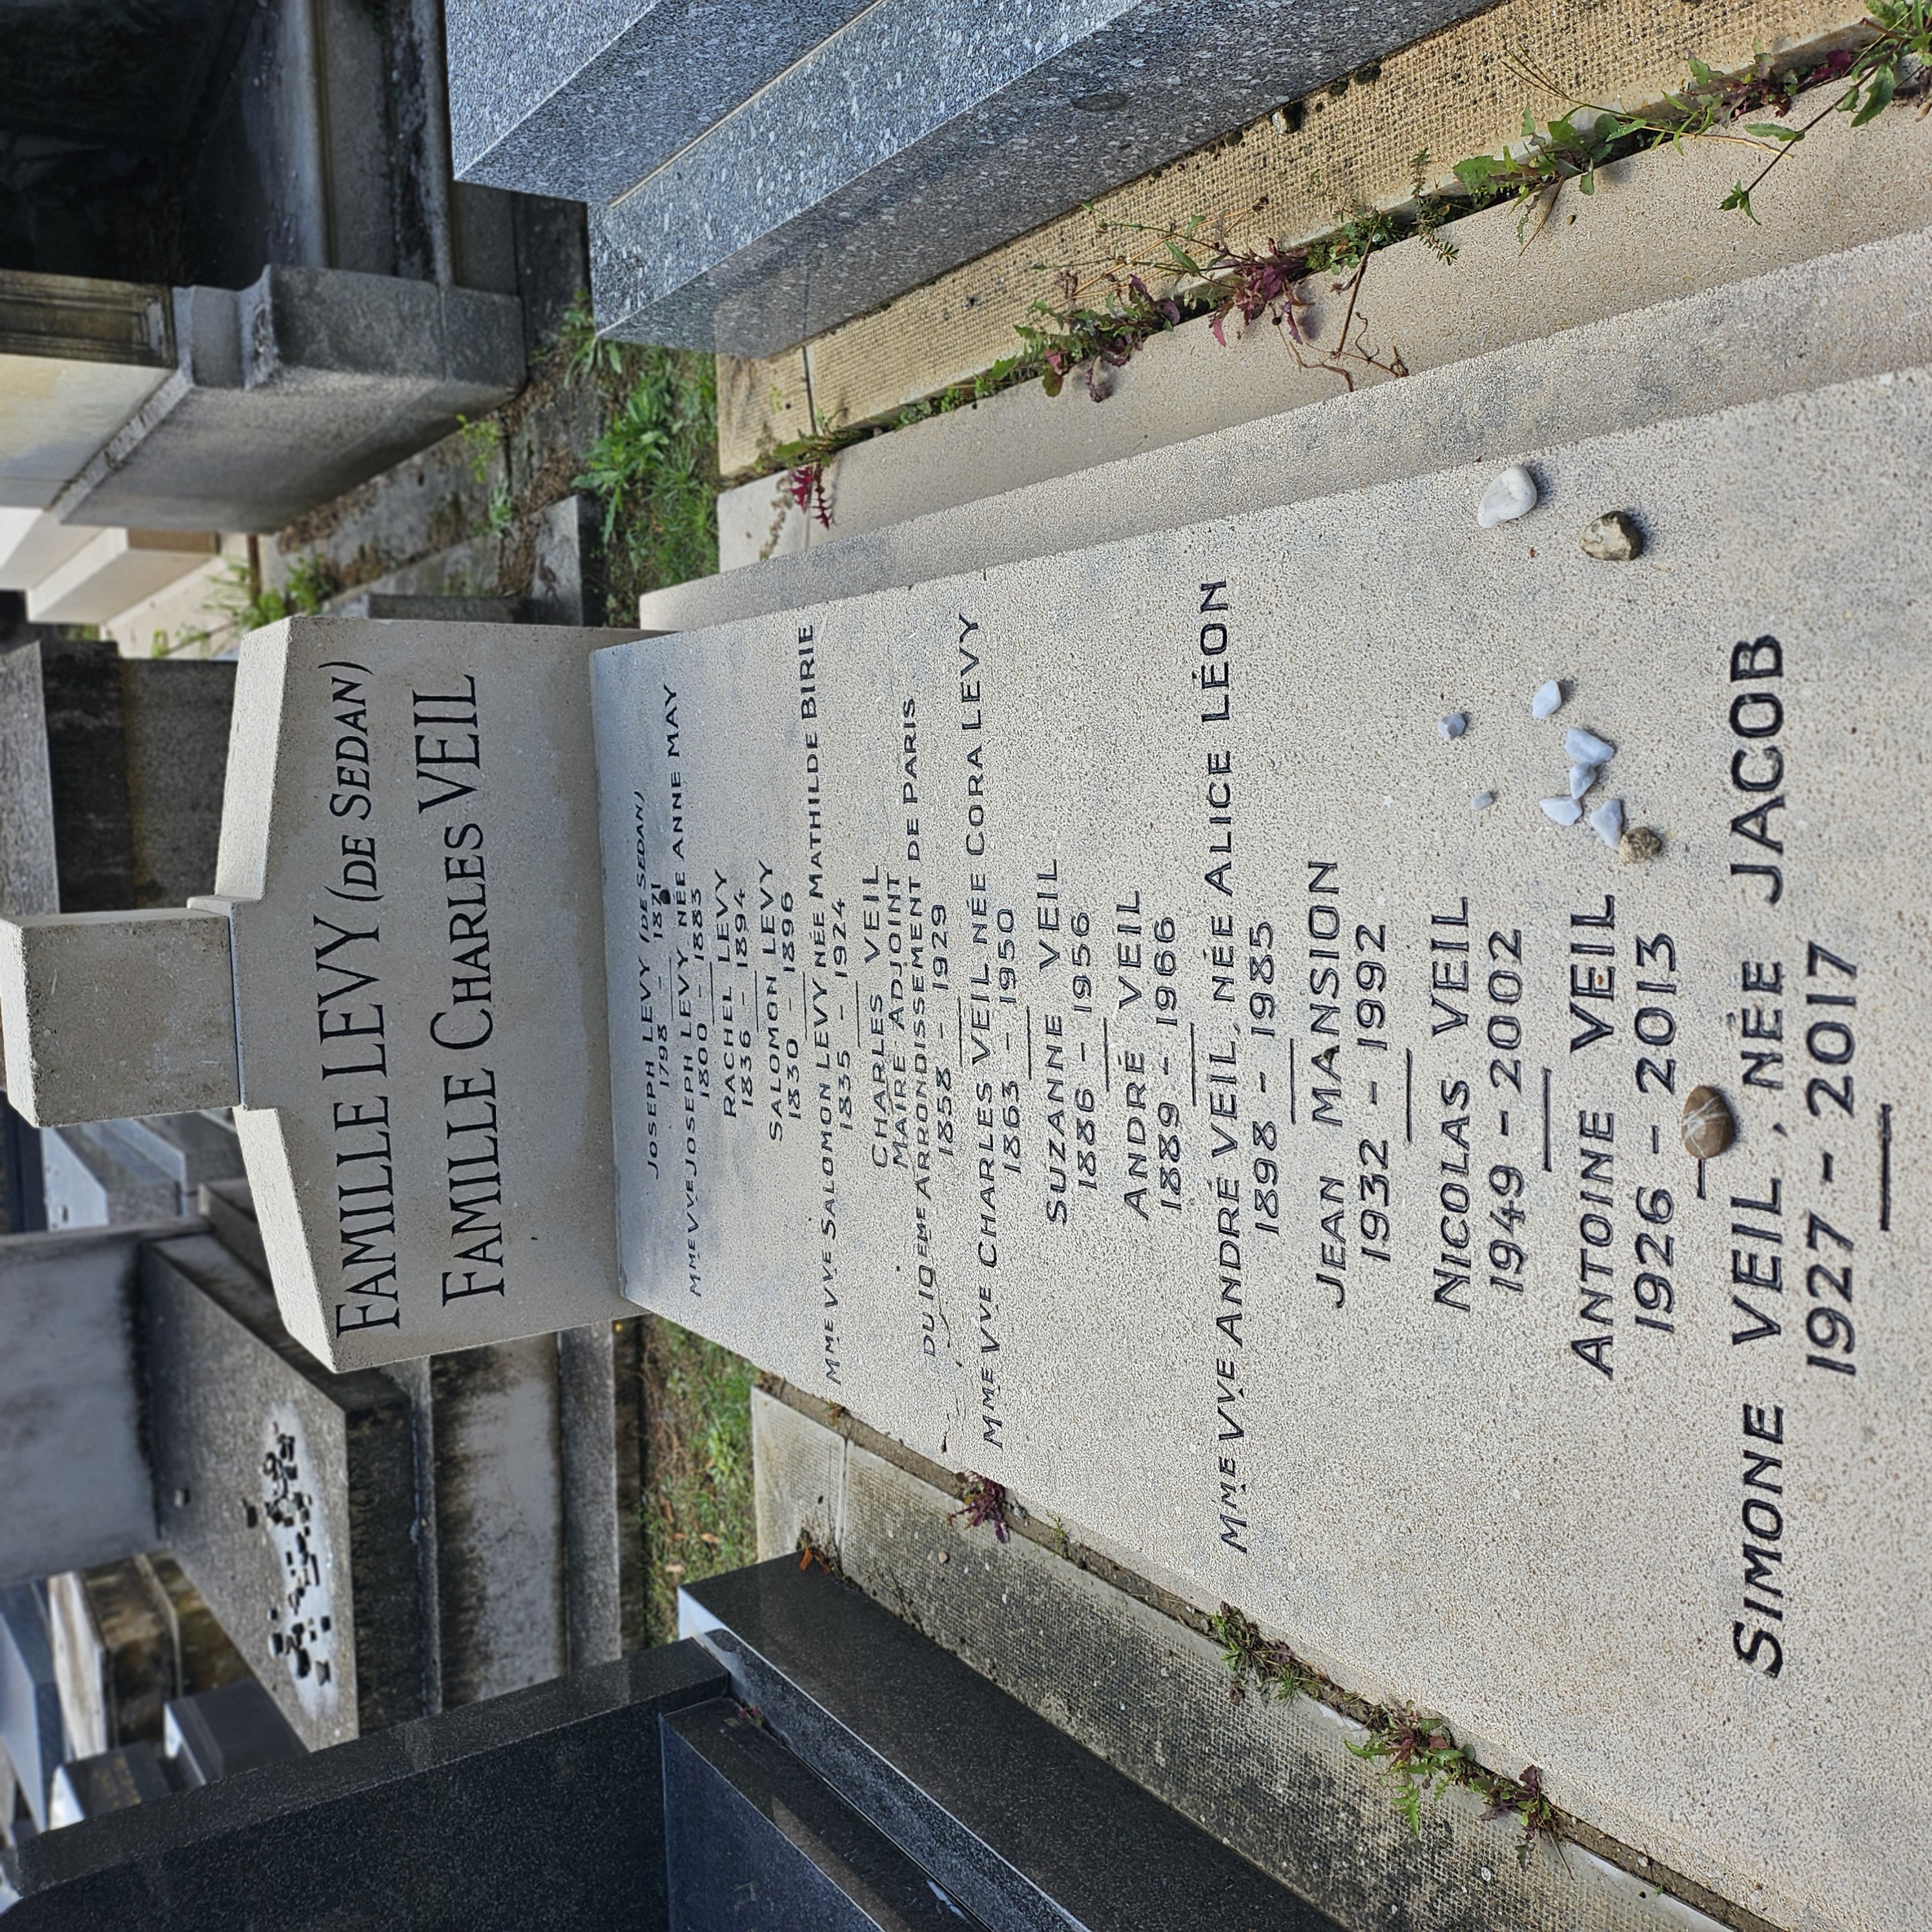 FAMILLE LEVY (DE SEDAN)
FAMILLE CHARLES VEIL
JOSEPH LEVY (DE SEDAN)
1798 - 1871
MME VVE JOSEPH LEVY NÉE ANNE MAY
1800 - 1883
RACHEL LEVY
1836 - 1894
SALOMON LEVY
1830 - 1896
MME VVE SALOMON LEVY NÉE MATHILDE BIRIE
1835 - 1924
CHARLES VEIL
MAIRE ADJOINT
DU 10 EME ARRONDISSEMENT DE PARIS
1858 - 1929
MME VVE CHARLES VEIL NÉE CORA LEVY
1863 - 1950
SUZANNE VEIL
1886 - 1956
ANDRÉ VEIL
1889 - 1966
MME VVE ANDRÉ VEIL, NÉE ALICE LÉON
1898 - 1985
JEAN MANSION
1932 - 1992
NICOLAS VEIL
1949 - 2002
ANTOINE VEIL
1926 - 2013
SIMONE VEIL, NÉE JACOB
1927 - 2017